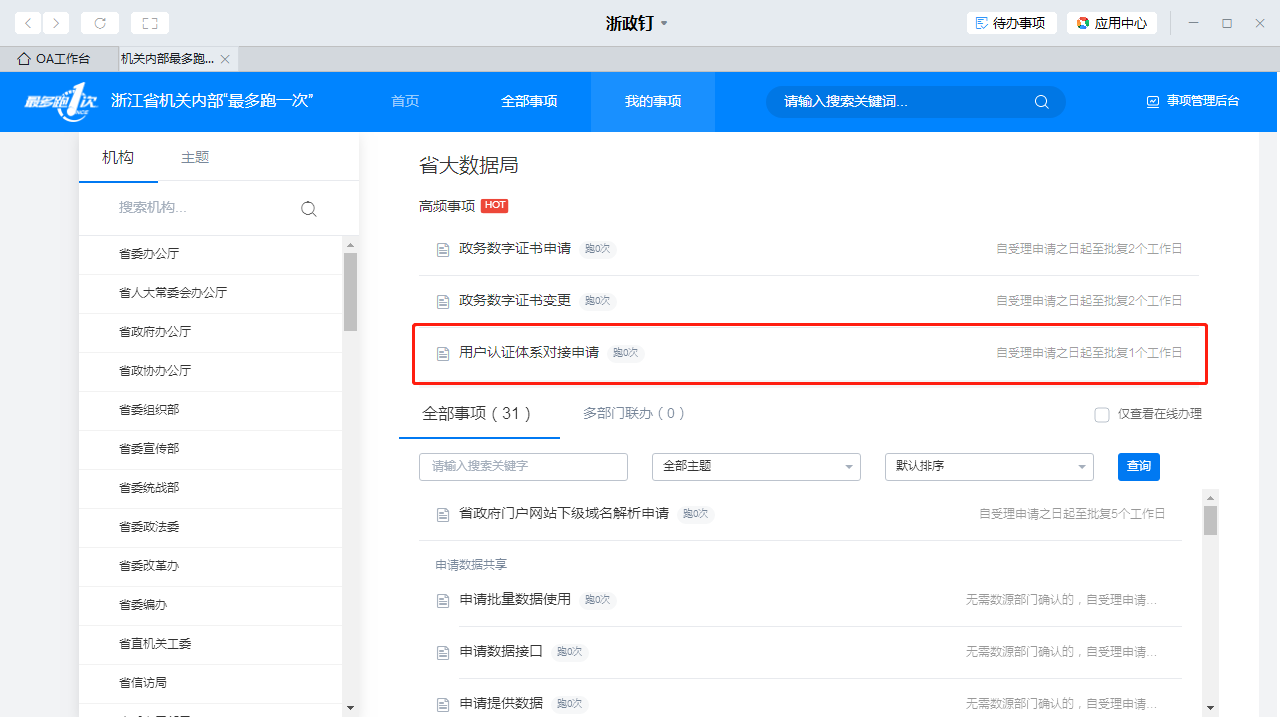 浙政钉
待办事项
应用中心
OA工作台
机关内部最多跑...
最多跑1次
浙江省机关内部“最多跑一次”
首页
全部事项
我的事项
请输入搜索关键词...
事项管理后台
机构
主题
搜索机构...
省委办公厅
省人大常委会办公厅
省政府办公厅
省政协办公厅
省委组织部
省委宣传部
省委统战部
省委政法委
省委改革办
省委编办
省直机关工委
省信访局
省大数据局
高频事项 HOT
政务数字证书申请 跑0次 自受理申请之日起至批复2个工作日
政务数字证书变更 跑0次 自受理申请之日起至批复2个工作日
用户认证体系对接申请 跑0次 自受理申请之日起至批复1个工作日
全部事项（31） 多部门联办（0） 仅查看在线办理
请输入搜索关键字 全部主题 默认排序 查询
省政府门户网站下级域名解析申请 跑0次 自受理申请之日起至批复5个工作日
申请数据共享
申请批量数据使用 跑0次 无需数源部门确认的，自受理申请...
申请数据接口 跑0次 无需数源部门确认的，自受理申请...
申请提供数据 跑0次 无需数源部门确认的，自受理申请...